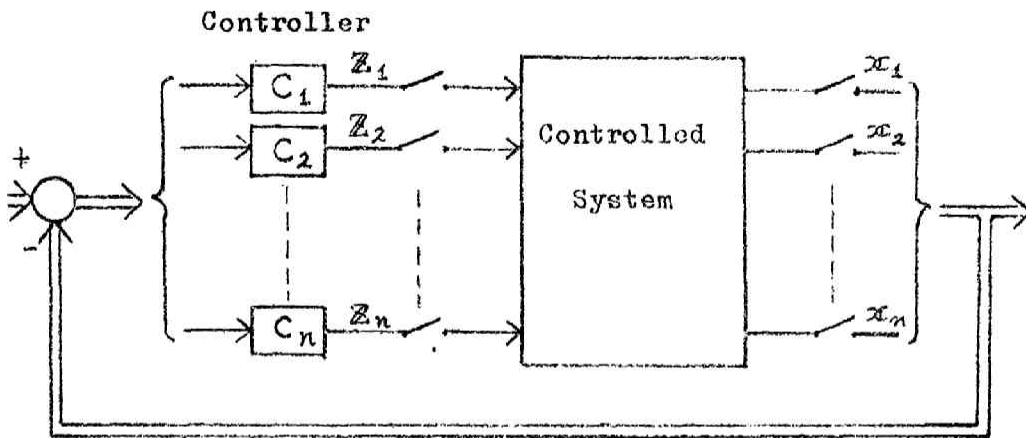 Controller
C1
Z1
x1
C2
Z2
x2
+
Controlled
System
-
Cn
Zn
xn